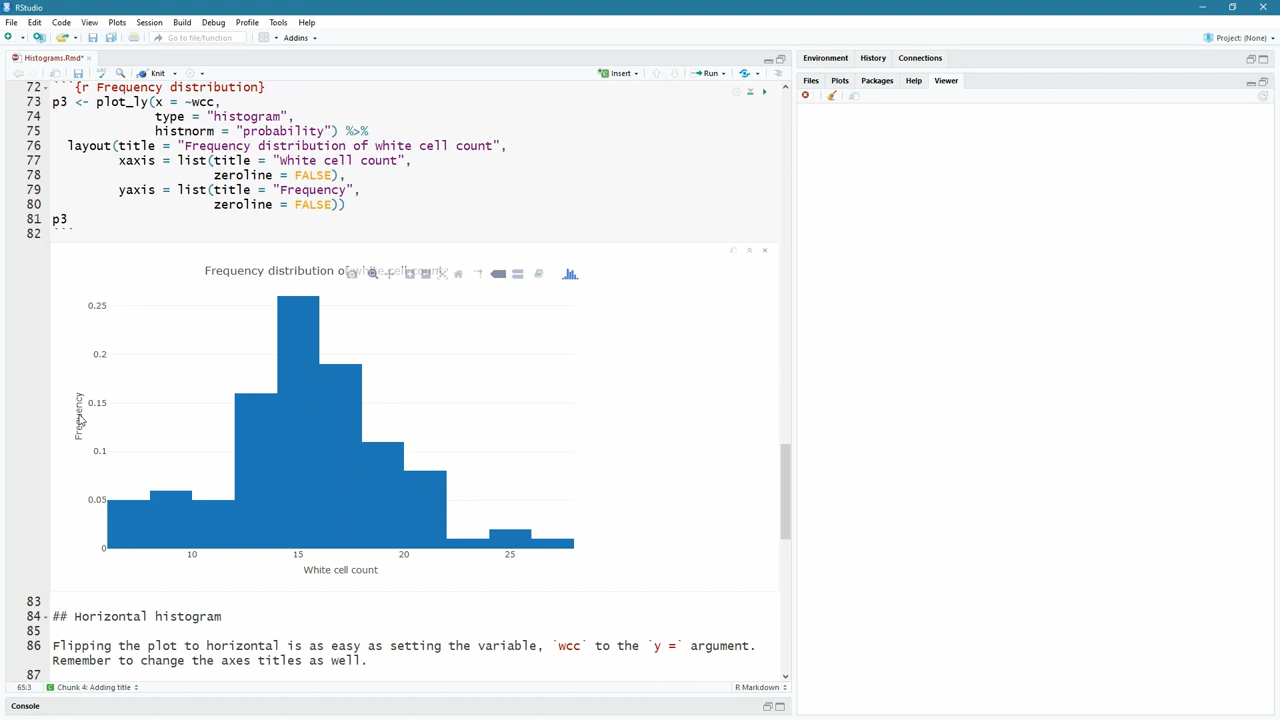 RStudio
File Edit Code View Plots Session Build Debug Profile Tools Help
Go to file/function Addins Project: (None)
Histograms.Rmd*
Knit Insert Run
72 ```{r Frequency distribution}
73 p3 <- plot_ly(x = ~wcc,
74 type = "histogram",
75 histnorm = "probability") %>%
76 layout(title = "Frequency distribution of white cell count",
77 xaxis = list(title = "White cell count",
78 zeroline = FALSE),
79 yaxis = list(title = "Frequency",
80 zeroline = FALSE))
81 p3
82 ```
Frequency distribution of white cell count
0.25
0.2
0.15
0.1
0.05
0
Frequency
10 15 20 25
White cell count
83
84 ## Horizontal histogram
85
86 Flipping the plot to horizontal is as easy as setting the variable, `wcc` to the `y =` argument.
Remember to change the axes titles as well.
87
65:3 Chunk 4: Adding title R Markdown
Console
Environment History Connections
Files Plots Packages Help Viewer